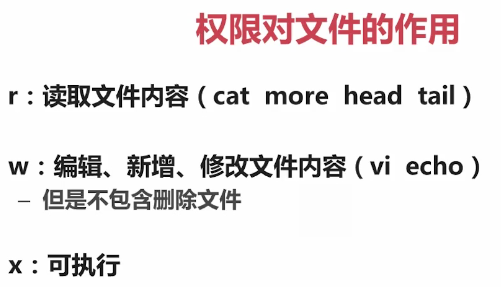 权限对文件的作用
r：读取文件内容（cat more head tail）
w：编辑、新增、修改文件内容（vi echo）
– 但是不包含删除文件
x：可执行